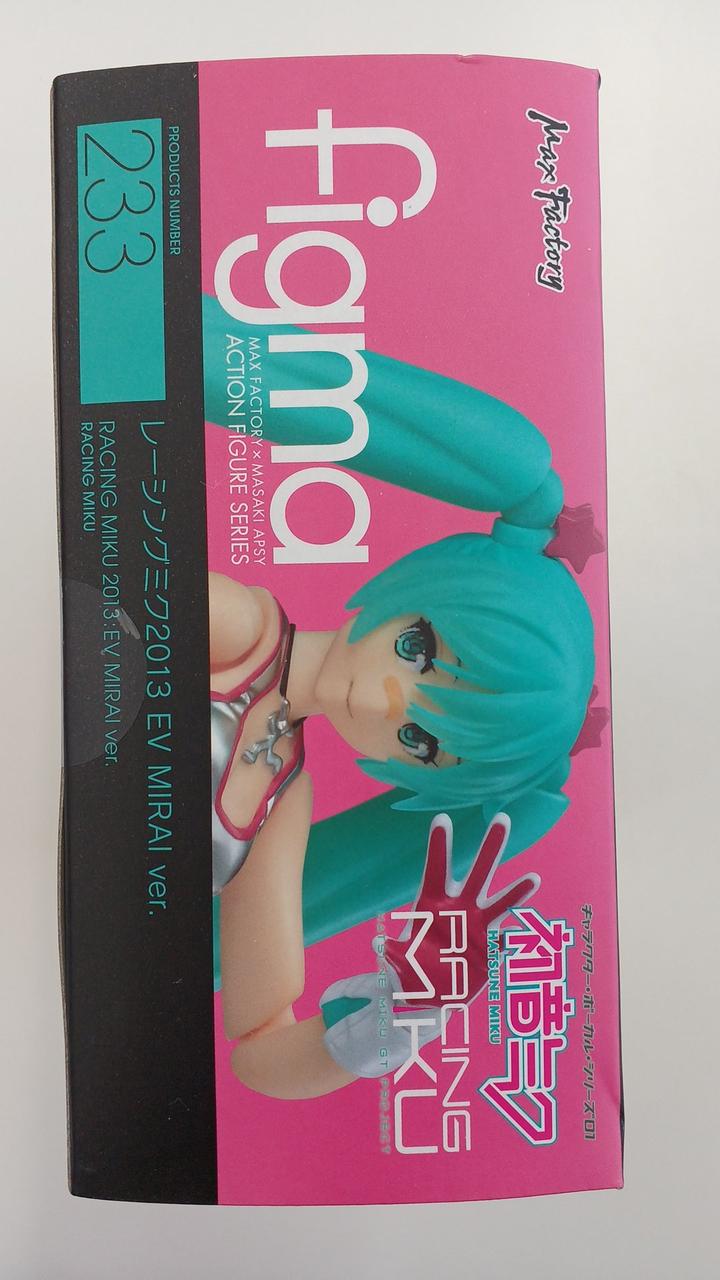 Max Factory
キャラクター・ボーカル・シリーズ01
初音ミク
HATSUNE MIKU
RACING
MIKU
HATSUNE MIKU GT PROJECT
figma
MAX FACTORY × MASAKI APSY
ACTION FIGURE SERIES
PRODUCTS NUMBER
233
レーシングミク2013 EV MIRAI ver.
RACING MIKU 2013:EV MIRAI ver.
RACING MIKU